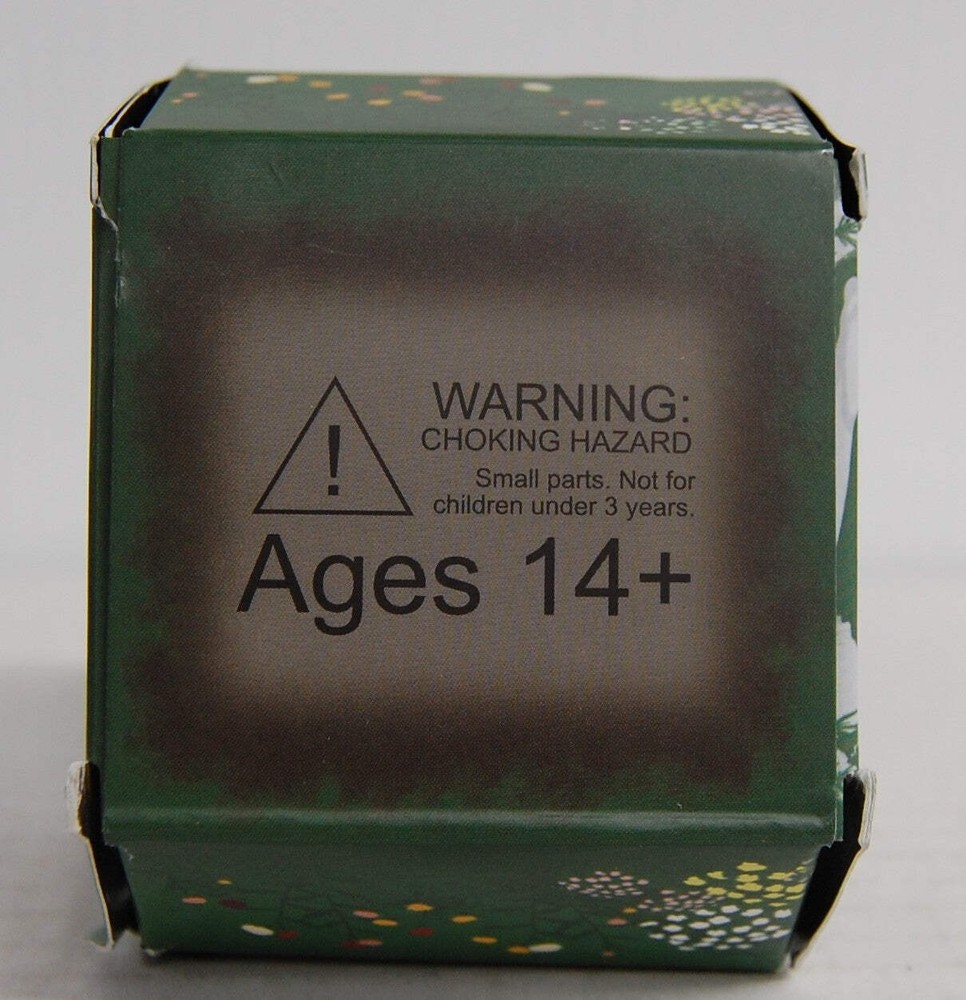 !
WARNING:
CHOKING HAZARD
Small parts. Not for
children under 3 years.
Ages 14+